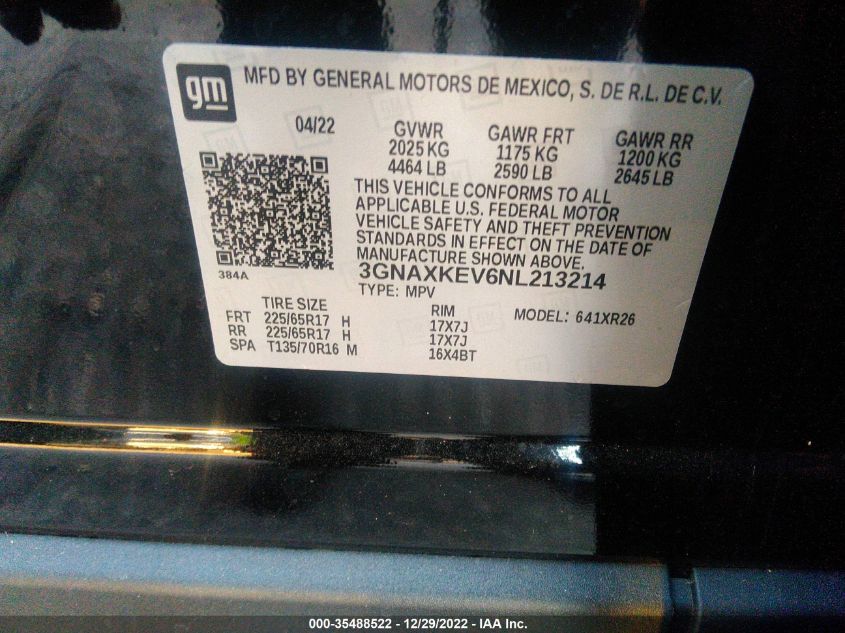 gm
MFD BY GENERAL MOTORS DE MEXICO, S. DE R.L. DE C.V.
04/22
GVWR
2025 KG
4464 LB
GAWR FRT
1175 KG
2590 LB
GAWR RR
1200 KG
2645 LB
THIS VEHICLE CONFORMS TO ALL
APPLICABLE U.S. FEDERAL MOTOR
VEHICLE SAFETY AND THEFT PREVENTION
STANDARDS IN EFFECT ON THE DATE OF
MANUFACTURE SHOWN ABOVE.
384A
3GNAXKEV6NL213214
TYPE: MPV
TIRE SIZE RIM MODEL: 641XR26
FRT 225/65R17 H 17X7J
RR 225/65R17 H 17X7J
SPA T135/70R16 M 16X4BT
000-35488522 - 12/29/2022 - IAA Inc.